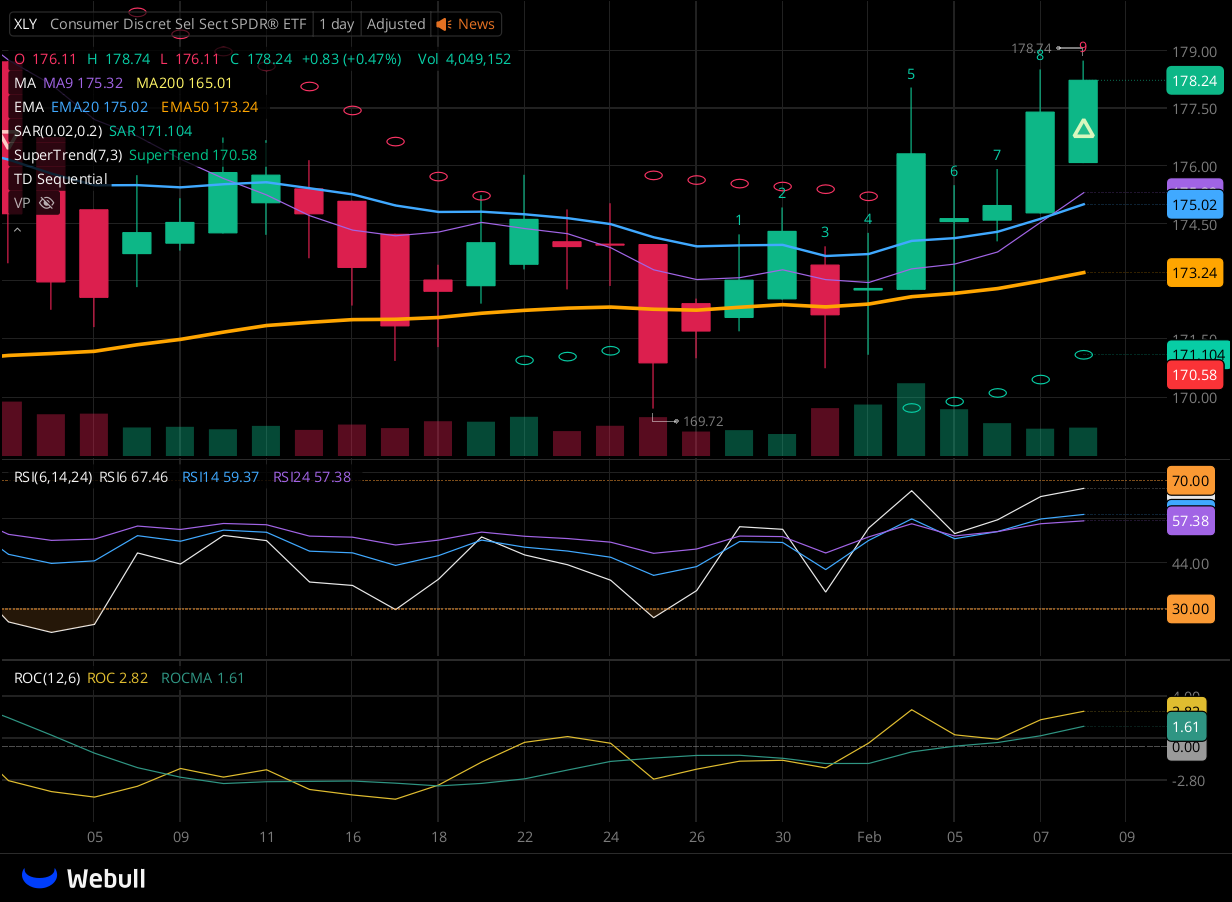 XLY Consumer Discret Sel Sect SPDR® ETF 1 day Adjusted News
O 176.11 H 178.74 L 176.11 C 178.24 +0.83 (+0.47%) Vol 4,049,152
MA MA9 175.32 MA200 165.01
EMA EMA20 175.02 EMA50 173.24
SAR(0.02,0.2) SAR 171.104
SuperTrend(7,3) SuperTrend 170.58
TD Sequential
VP
178.74
1 2 3 4 5 6 7 8 9
169.72
179.00
178.24
177.50
176.00
175.02
174.50
173.24
171.50
171.104
170.58
170.00
RSI(6,14,24) RSI6 67.46 RSI14 59.37 RSI24 57.38
70.00
57.38
44.00
30.00
ROC(12,6) ROC 2.82 ROCMA 1.61
4.00
2.82
1.61
0.00
-2.80
05 09 11 16 18 22 24 26 30 Feb 05 07 09
Webull